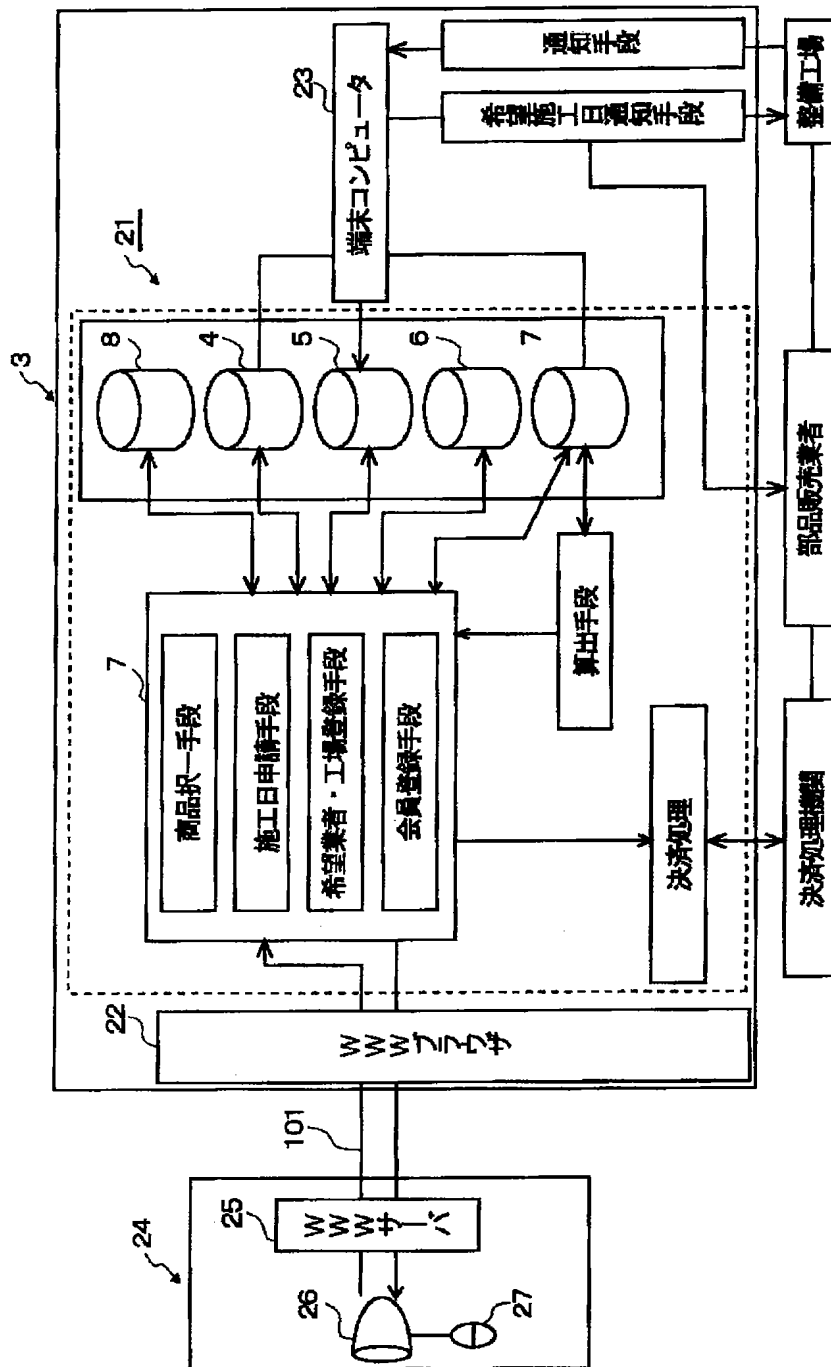 3
21
22
WWWブラウザ
7
商品択一手段
施工日申請手段
希望業者・工場登録手段
会員登録手段
8
4
5
6
7
23
端末コンピュータ
希望施工日通知手段
通知手段
算出手段
決済処理
24
25
WWWサーバ
26
27
101
決済処理機関
部品販売業者
整備工場